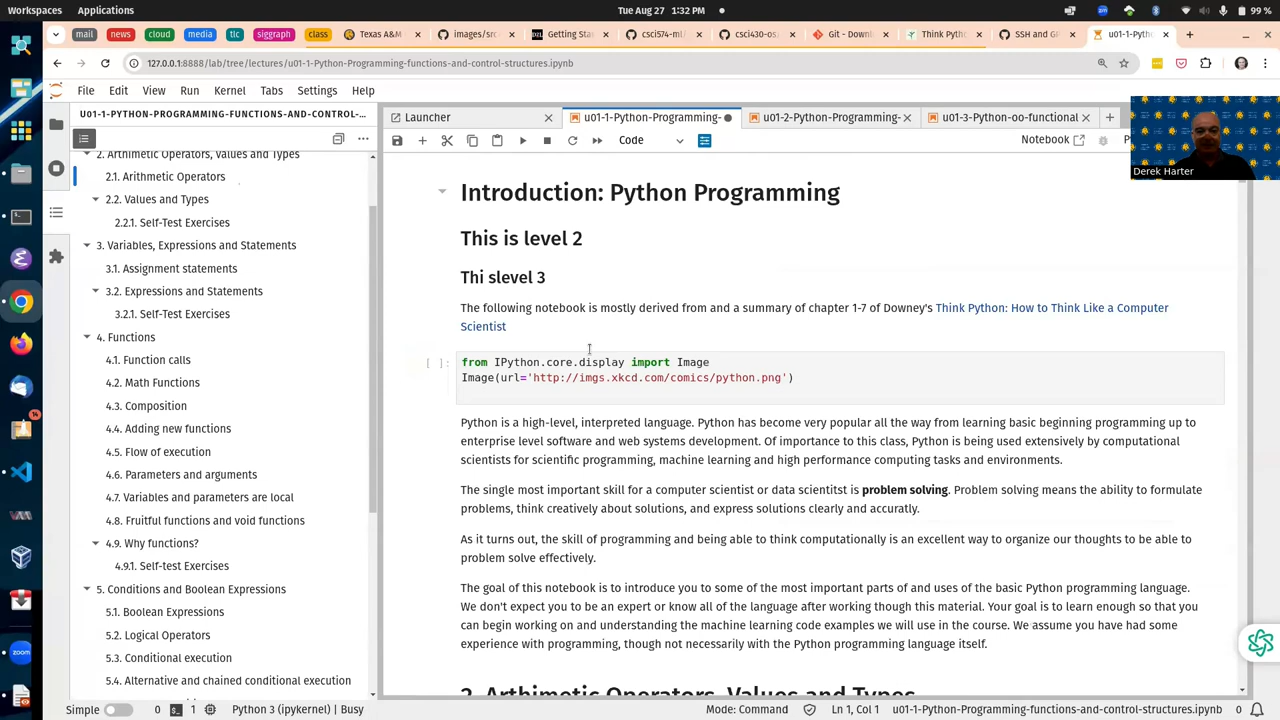 Workspaces Applications Tue Aug 27 1:32 PM 99 %
mail news cloud media tlc siggraph class Texas A&M images/src Getting Sta csci574-ml/ csci430-os Git - Down Think Pyth SSH and GP u01-1-Pyth
127.0.0.1:8888/lab/tree/lectures/u01-1-Python-Programming-functions-and-control-structures.ipynb
File Edit View Run Kernel Tabs Settings Help
U01-1-PYTHON-PROGRAMMING-FUNCTIONS-AND-CONTROL-...
Launcher u01-1-Python-Programming- u01-2-Python-Programming- u01-3-Python-oo-functional
Code Notebook
Derek Harter
2. Arthimetic Operators, Values and Types
2.1. Arithmetic Operators
2.2. Values and Types
2.2.1. Self-Test Exercises
3. Variables, Expressions and Statements
3.1. Assignment statements
3.2. Expressions and Statements
3.2.1. Self-Test Exercises
4. Functions
4.1. Function calls
4.2. Math Functions
4.3. Composition
4.4. Adding new functions
4.5. Flow of execution
4.6. Parameters and arguments
4.7. Variables and parameters are local
4.8. Fruitful functions and void functions
4.9. Why functions?
4.9.1. Self-test Exercises
5. Conditions and Boolean Expressions
5.1. Boolean Expressions
5.2. Logical Operators
5.3. Conditional execution
5.4. Alternative and chained conditional execution
Introduction: Python Programming
This is level 2
Thi slevel 3
The following notebook is mostly derived from and a summary of chapter 1-7 of Downey's Think Python: How to Think Like a Computer
Scientist
[ ]: from IPython.core.display import Image
Image(url='http://imgs.xkcd.com/comics/python.png')
Python is a high-level, interpreted language. Python has become very popular all the way from learning basic beginning programming up to
enterprise level software and web systems development. Of importance to this class, Python is being used extensively by computational
scientists for scientific programming, machine learning and high performance computing tasks and environments.
The single most important skill for a computer scientist or data scientitst is problem solving. Problem solving means the ability to formulate
problems, think creatively about solutions, and express solutions clearly and accuratly.
As it turns out, the skill of programming and being able to think computationally is an excellent way to organize our thoughts to be able to
problem solve effectively.
The goal of this notebook is to introduce you to some of the most important parts of and uses of the basic Python programming language.
We don't expect you to be an expert or know all of the language after working though this material. Your goal is to learn enough so that you
can begin working on and understanding the machine learning code examples we will use in the course. We assume you have had some
experience with programming, though not necessarily with the Python programming language itself.
2. Arthimetic Operators, Values and Types
14
zoom
Simple 0 1 Python 3 (ipykernel) | Busy Mode: Command Ln 1, Col 1 u01-1-Python-Programming-functions-and-control-structures.ipynb 0